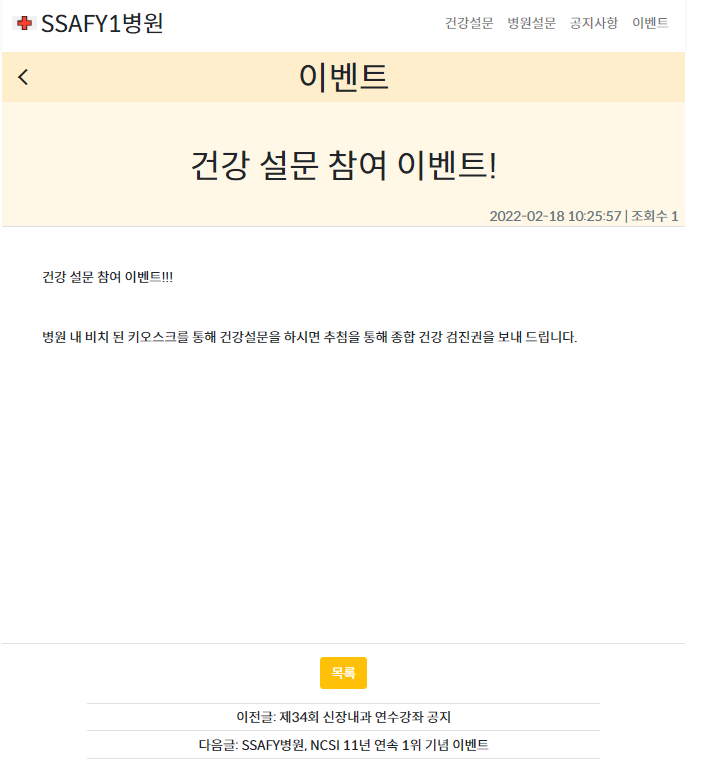 SSAFY1병원
건강설문 병원설문 공지사항 이벤트
이벤트
건강 설문 참여 이벤트!
2022-02-18 10:25:57 | 조회수 1
건강 설문 참여 이벤트!!!
병원 내 비치 된 키오스크를 통해 건강설문을 하시면 추첨을 통해 종합 건강 검진권을 보내 드립니다.
목록
이전글: 제34회 신장내과 연수강좌 공지
다음글: SSAFY병원, NCSI 11년 연속 1위 기념 이벤트